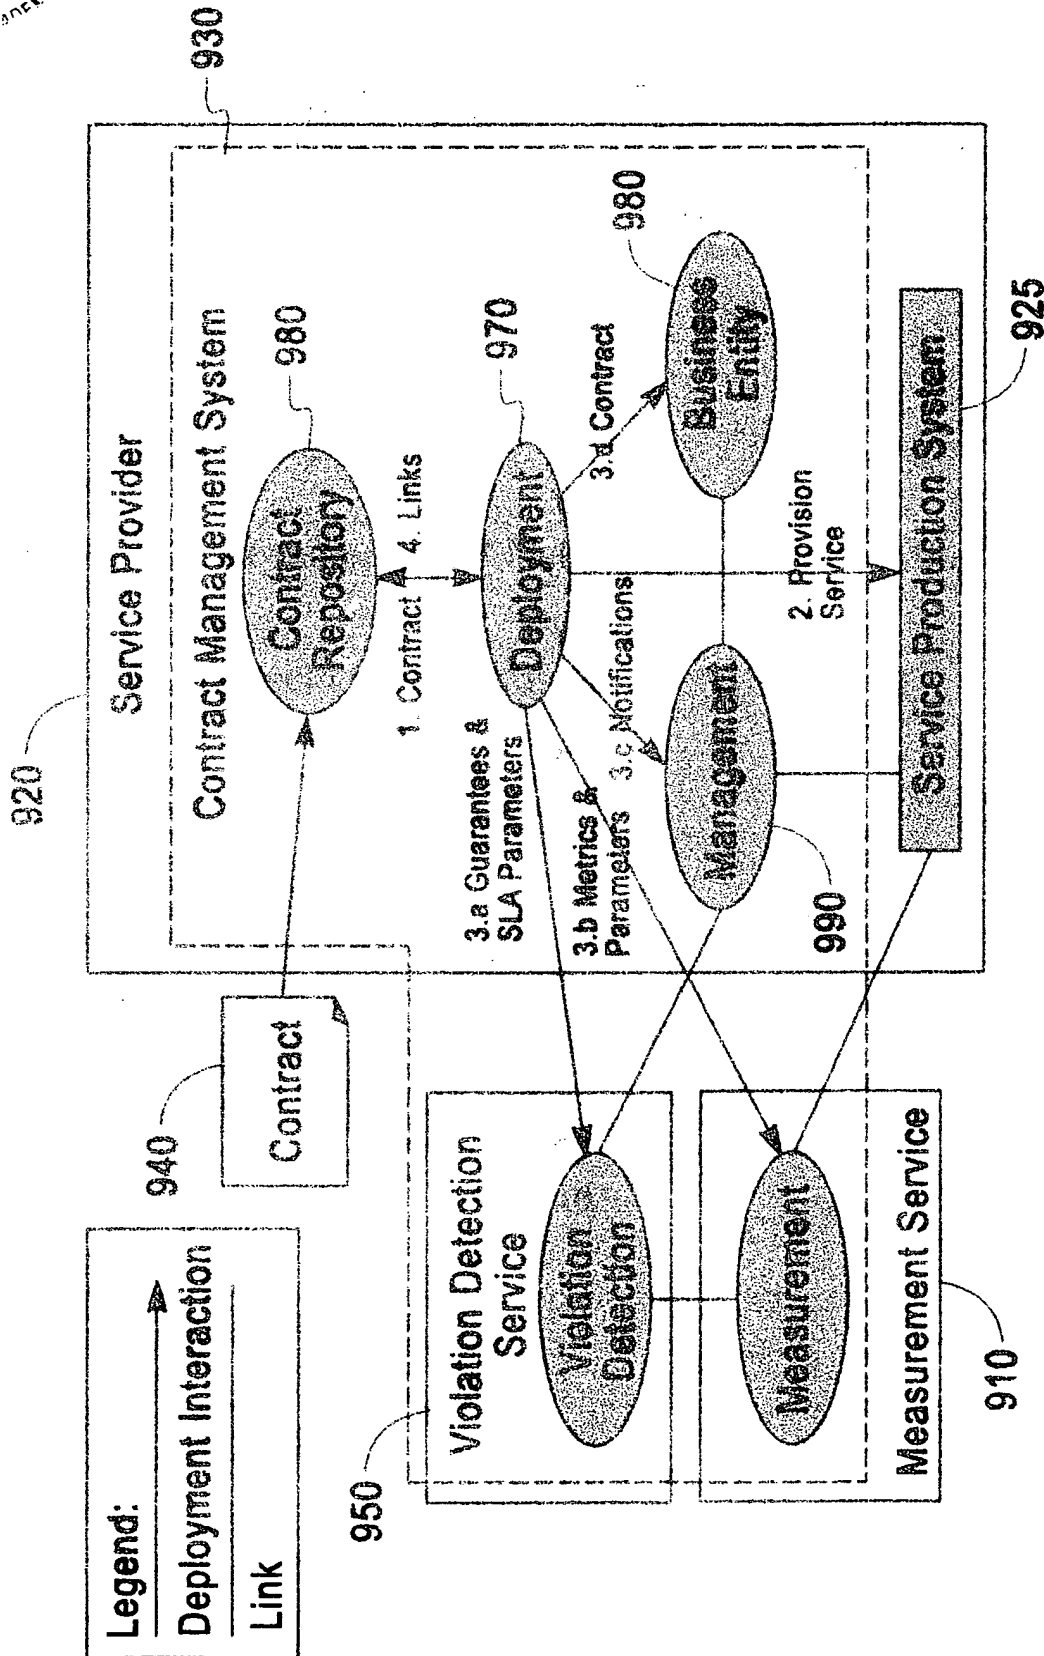 Legend:
Deployment Interaction
Link
920
Service Provider
930
Contract Management System
940
Contract
Contract
Repository
980
1. Contract
4. Links
Deployment
970
3.a Guarantees &
SLA Parameters
3.b Metrics &
Parameters
3.c Notifications
3.d Contract
980
Business
Entity
Management
990
2. Provision
Service
Service Production System
925
950
Violation Detection
Service
Violation
Detection
Measurement
Measurement Service
910